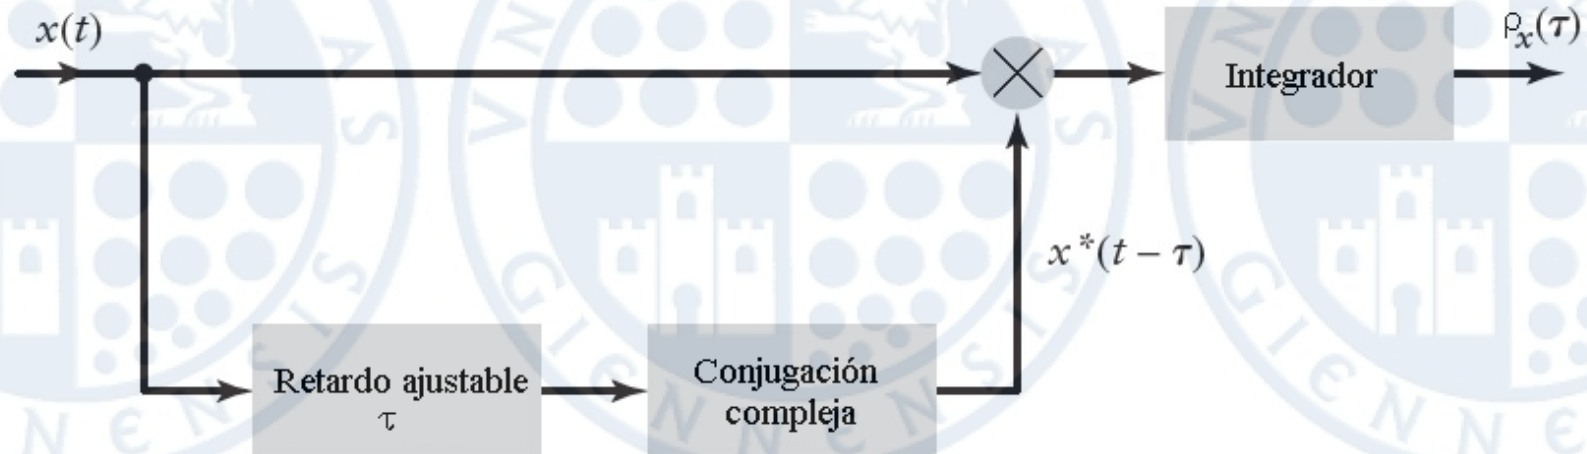 x(t)
ρx(τ)
Integrador
x*(t – τ)
Retardo ajustable
τ
Conjugación
compleja